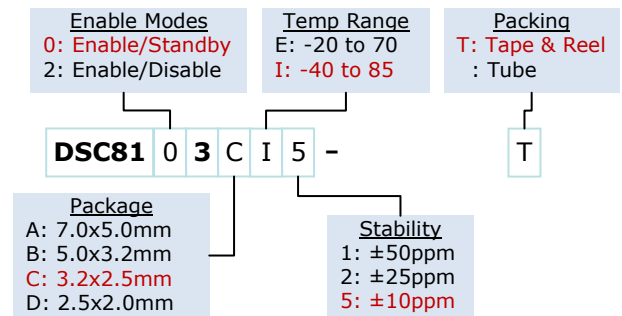 Enable Modes
0: Enable/Standby
2: Enable/Disable
Temp Range
E: -20 to 70
I: -40 to 85
Packing
T: Tape & Reel
: Tube
DSC81 0 3 C I 5 – T
Package
A: 7.0x5.0mm
B: 5.0x3.2mm
C: 3.2x2.5mm
D: 2.5x2.0mm
Stability
1: ±50ppm
2: ±25ppm
5: ±10ppm